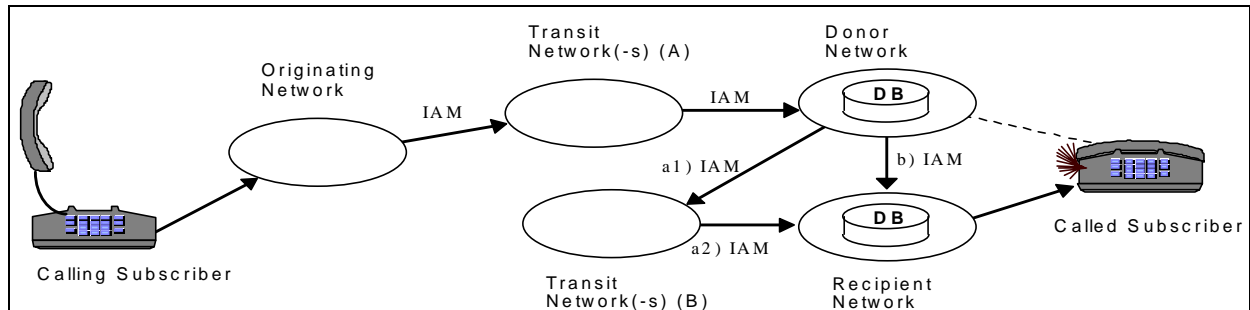 Transit
Network(-s) (A)
Donor
Network
Originating
Network
IAM
IAM
DB
a1) IAM
b) IAM
DB
a2) IAM
Called Subscriber
Calling Subscriber
Transit
Network(-s) (B)
Recipient
Network